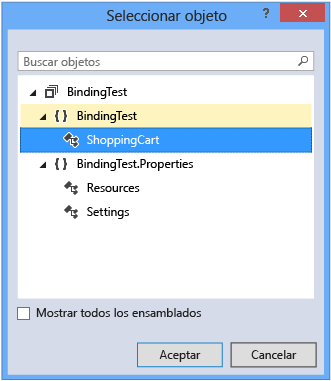 Seleccionar objeto
?
Buscar objetos
BindingTest
{ } BindingTest
ShoppingCart
{ } BindingTest.Properties
Resources
Settings
Mostrar todos los ensamblados
Aceptar
Cancelar